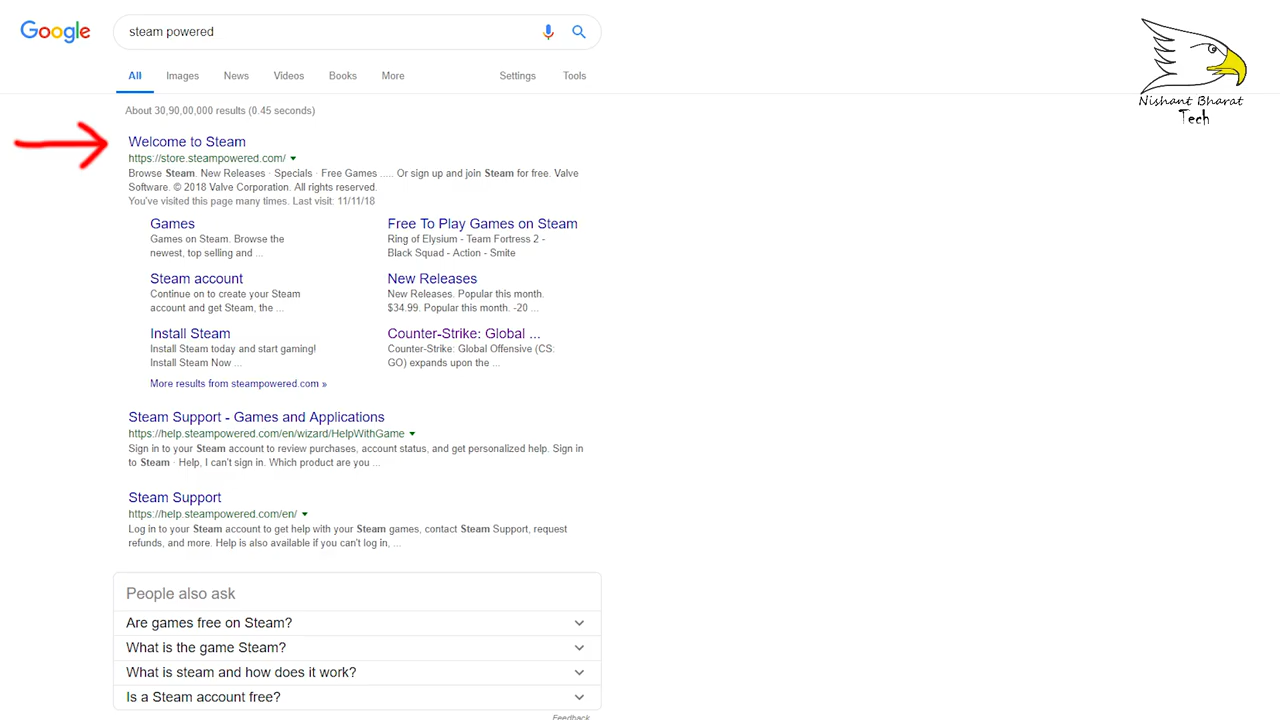 Google
steam powered
All Images News Videos Books More Settings Tools
About 30,90,00,000 results (0.45 seconds)
Nishant Bharat
Tech
Welcome to Steam
https://store.steampowered.com/
Browse Steam. New Releases · Specials · Free Games ..... Or sign up and join Steam for free. Valve
Software. © 2018 Valve Corporation. All rights reserved.
You've visited this page many times. Last visit: 11/11/18
Games
Games on Steam. Browse the
newest, top selling and ...
Free To Play Games on Steam
Ring of Elysium - Team Fortress 2 -
Black Squad - Action - Smite
Steam account
Continue on to create your Steam
account and get Steam, the ...
New Releases
New Releases. Popular this month.
$34.99. Popular this month. -20 ...
Install Steam
Install Steam today and start gaming!
Install Steam Now ...
Counter-Strike: Global ...
Counter-Strike: Global Offensive (CS:
GO) expands upon the ...
More results from steampowered.com »
Steam Support - Games and Applications
https://help.steampowered.com/en/wizard/HelpWithGame
Sign in to your Steam account to review purchases, account status, and get personalized help. Sign in
to Steam · Help, I can't sign in. Which product are you ...
Steam Support
https://help.steampowered.com/en/
Log in to your Steam account to get help with your Steam games, contact Steam Support, request
refunds, and more. Help is also available if you can't log in, ...
People also ask
Are games free on Steam?
What is the game Steam?
What is steam and how does it work?
Is a Steam account free?
Feedback